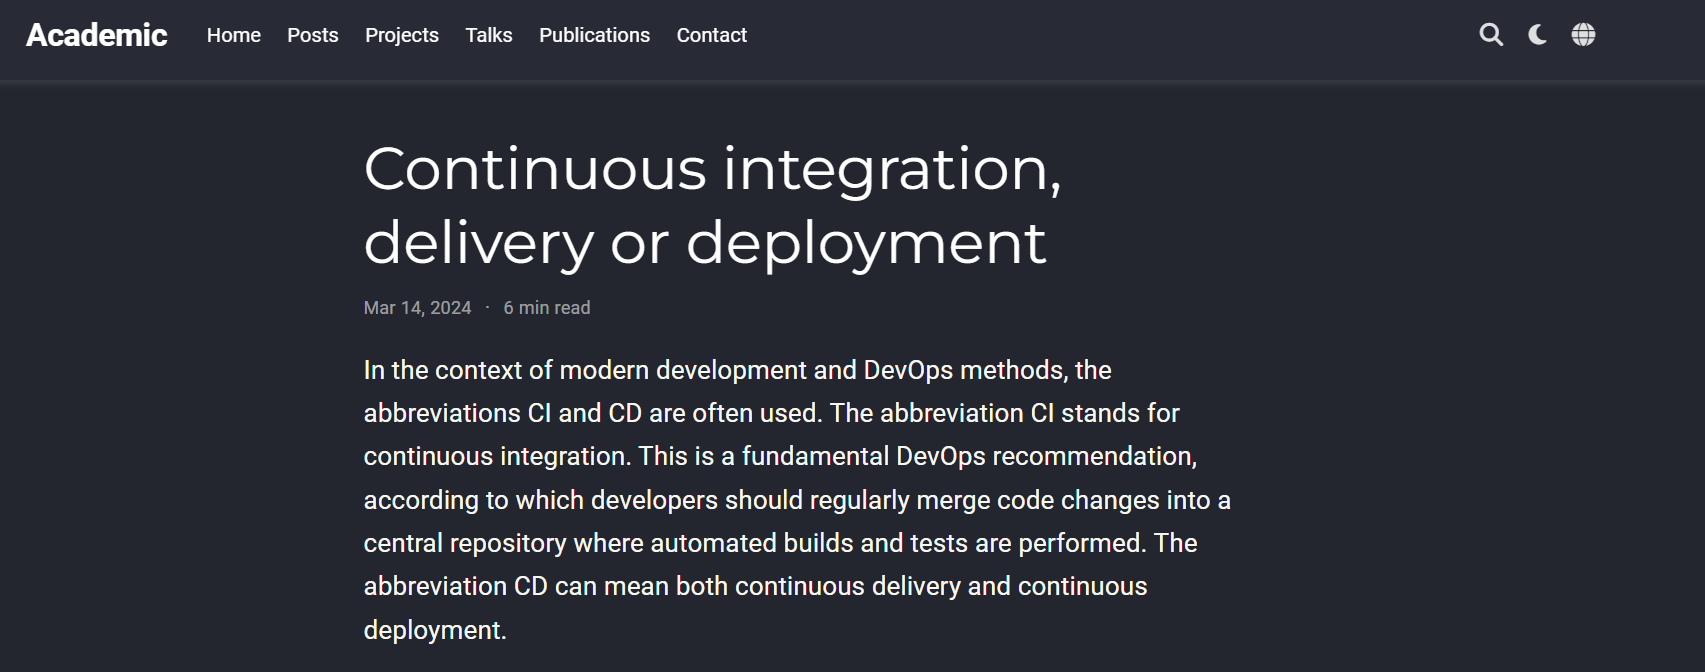 Academic Home Posts Projects Talks Publications Contact
Continuous integration,
delivery or deployment
Mar 14, 2024 · 6 min read
In the context of modern development and DevOps methods, the
abbreviations CI and CD are often used. The abbreviation CI stands for
continuous integration. This is a fundamental DevOps recommendation,
according to which developers should regularly merge code changes into a
central repository where automated builds and tests are performed. The
abbreviation CD can mean both continuous delivery and continuous
deployment.